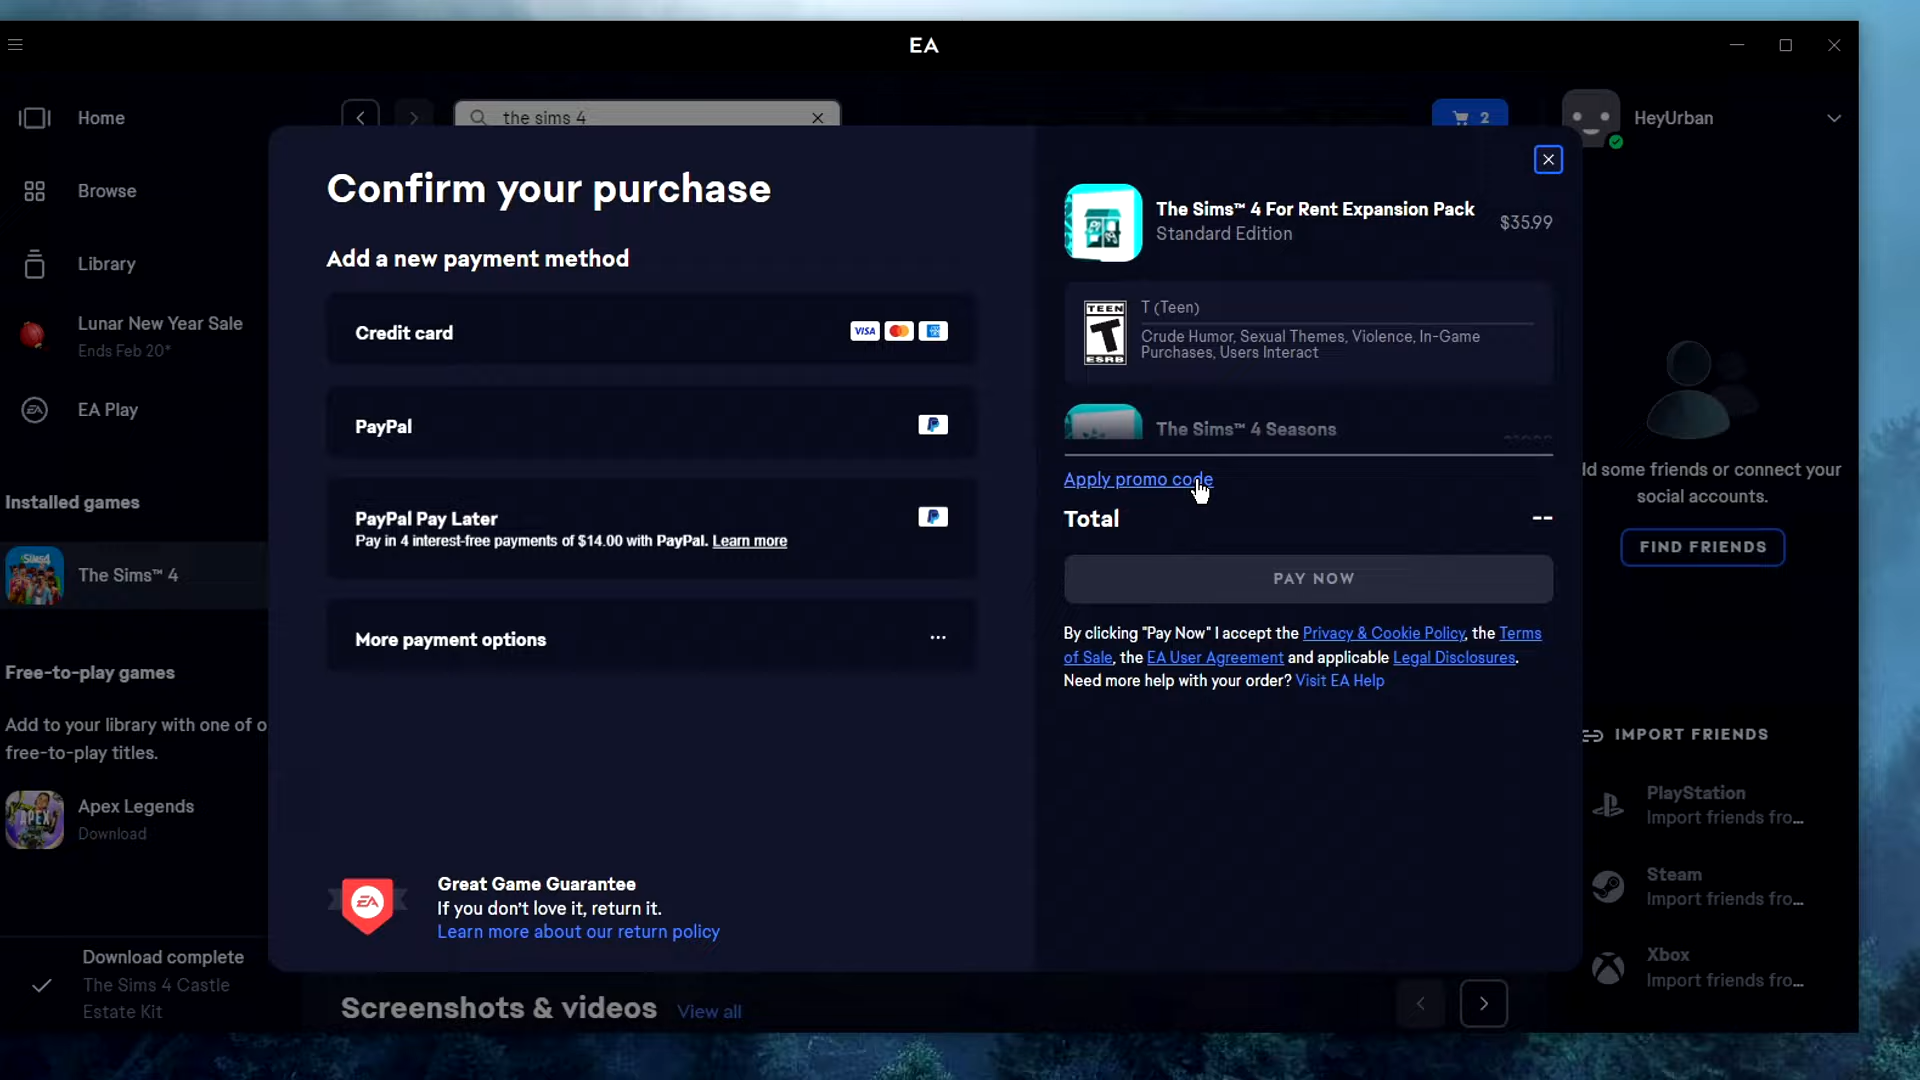 EA
Home
Browse
Library
Lunar New Year Sale
Ends Feb 20*
EA Play
Installed games
The Sims™ 4
Free-to-play games
Add to your library with one of o
free-to-play titles.
Apex Legends
Download
Download complete
The Sims 4 Castle
Estate Kit
the sims 4
2
HeyUrban
Confirm your purchase
Add a new payment method
Credit card
VISA
PayPal
PayPal Pay Later
Pay in 4 interest-free payments of $14.00 with PayPal. Learn more
More payment options
Great Game Guarantee
If you don't love it, return it.
Learn more about our return policy
The Sims™ 4 For Rent Expansion Pack
Standard Edition
$35.99
TEEN
T
ESRB
T (Teen)
Crude Humor, Sexual Themes, Violence, In-Game
Purchases, Users Interact
The Sims™ 4 Seasons
Apply promo code
Total
--
PAY NOW
By clicking "Pay Now" I accept the Privacy & Cookie Policy, the Terms
of Sale, the EA User Agreement and applicable Legal Disclosures.
Need more help with your order? Visit EA Help
ld some friends or connect your
social accounts.
FIND FRIENDS
IMPORT FRIENDS
PlayStation
Import friends fro...
Steam
Import friends fro...
Xbox
Import friends fro...
Screenshots & videos
View all